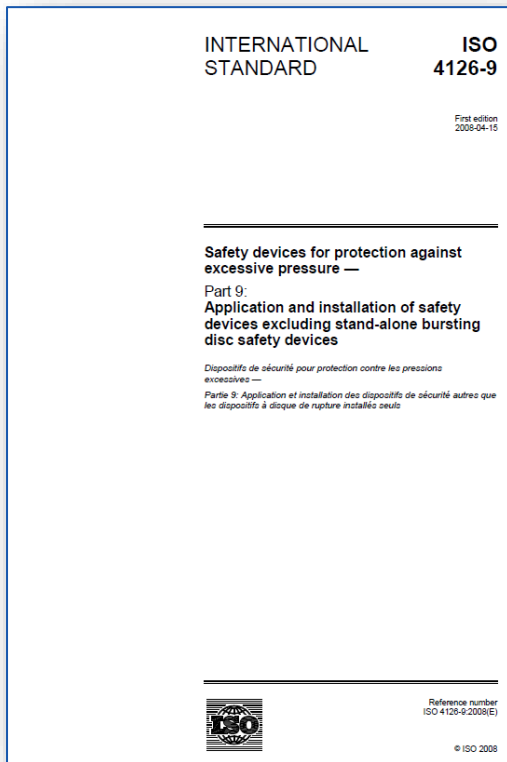 INTERNATIONAL
STANDARD
ISO
4126-9
First edition
2008-04-15
Safety devices for protection against
excessive pressure —
Part 9:
Application and installation of safety
devices excluding stand-alone bursting
disc safety devices
Dispositifs de sécurité pour protection contre les pressions
excessives —
Partie 9: Application et installation des dispositifs de sécurité autres que
les dispositifs à disque de rupture installés seuls
ISO
Reference number
ISO 4126-9:2008(E)
© ISO 2008